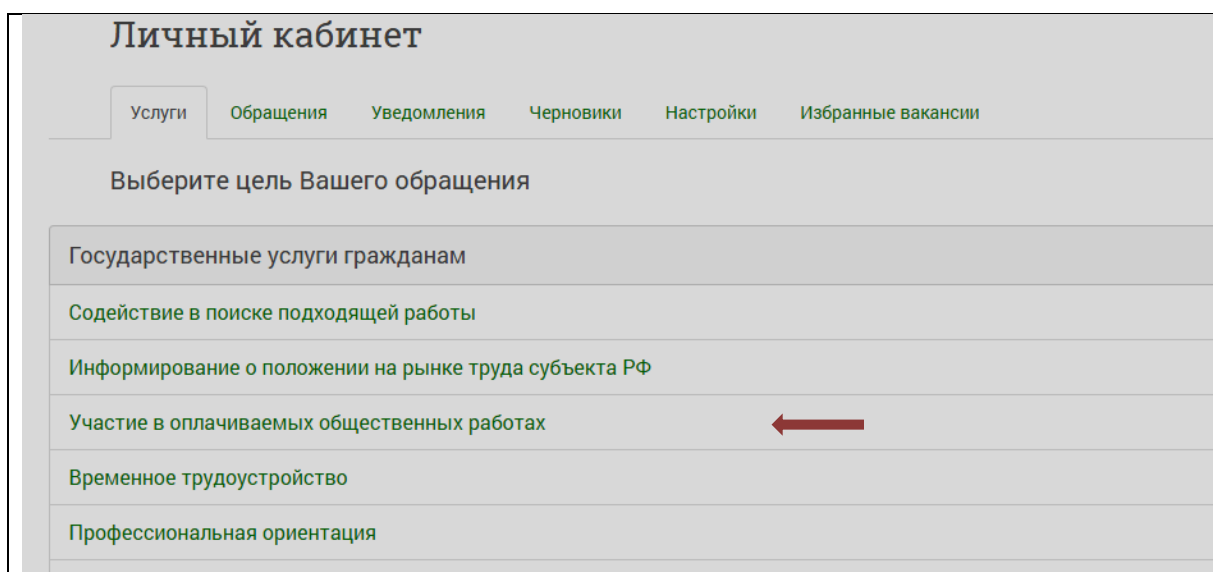 Личный кабинет
Услуги Обращения Уведомления Черновики Настройки Избранные вакансии
Выберите цель Вашего обращения
Государственные услуги гражданам
Содействие в поиске подходящей работы
Информирование о положении на рынке труда субъекта РФ
Участие в оплачиваемых общественных работах
Временное трудоустройство
Профессиональная ориентация